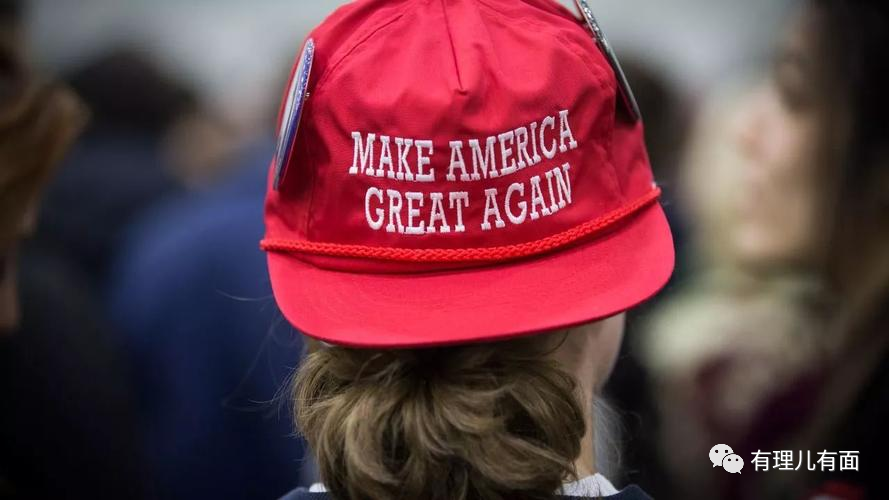 MAKE AMERICA
GREAT AGAIN
有理儿有面